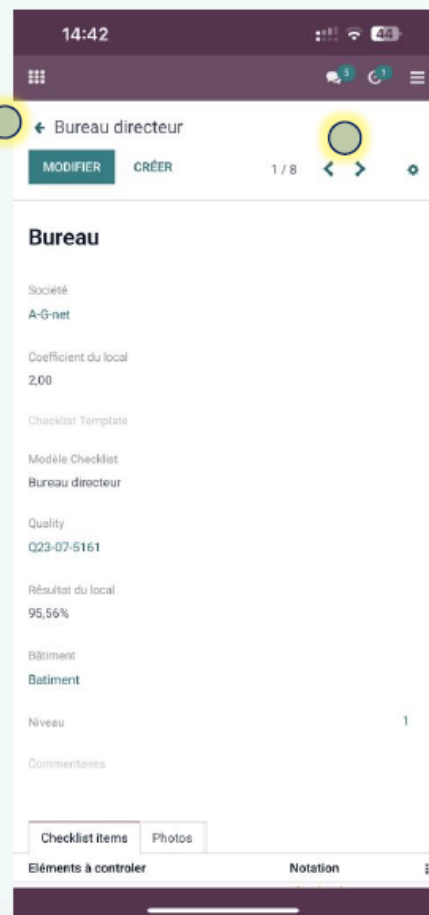 14:42
44
5 1
Bureau directeur
MODIFIER CRÉER 1 / 8
Bureau
Société
A-G-net
Coefficient du local
2,00
Checklist Template
Modèle Checklist
Bureau directeur
Quality
Q23-07-5161
Résultat du local
95,56%
Bâtiment
Batiment
Niveau 1
Commentaires
Checklist items Photos
Eléments à controler Notation